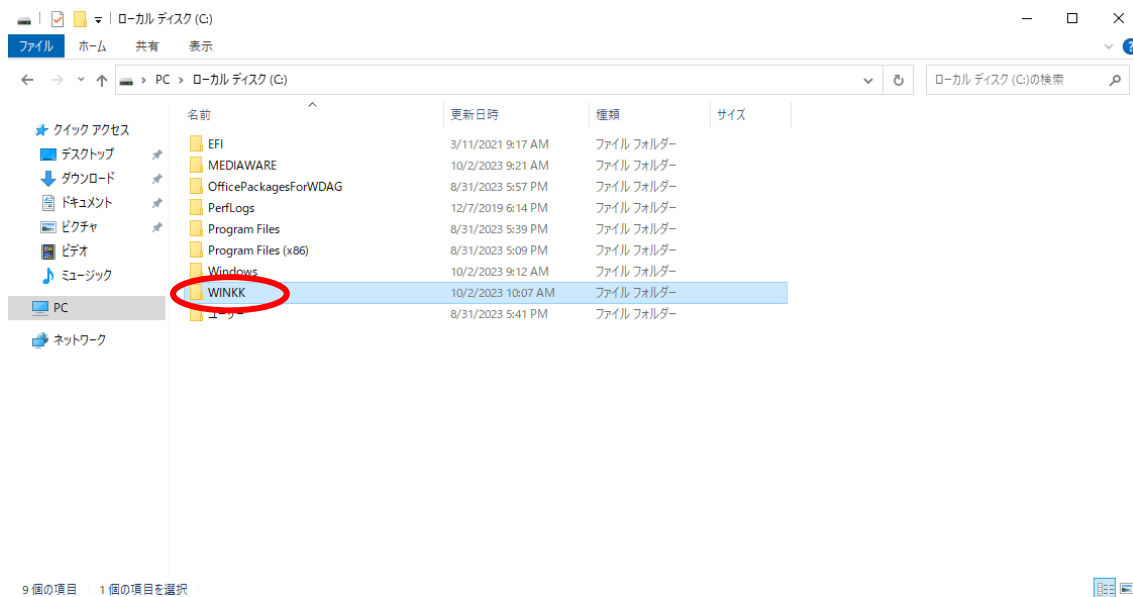 ローカル ディスク (C:)
ファイル ホーム 共有 表示
PC ローカル ディスク (C:) ローカル ディスク (C:)の検索
名前 更新日時 種類 サイズ
クイック アクセス
デスクトップ
ダウンロード
ドキュメント
ピクチャ
ビデオ
ミュージック
PC
ネットワーク
EFI 3/11/2021 9:17 AM ファイル フォルダー
MEDIAWARE 10/2/2023 9:21 AM ファイル フォルダー
OfficePackagesForWDAG 8/31/2023 5:57 PM ファイル フォルダー
PerfLogs 12/7/2019 6:14 PM ファイル フォルダー
Program Files 8/31/2023 5:39 PM ファイル フォルダー
Program Files (x86) 8/31/2023 5:09 PM ファイル フォルダー
Windows 10/2/2023 9:12 AM ファイル フォルダー
WINKK 10/2/2023 10:07 AM ファイル フォルダー
ユーザー 8/31/2023 5:41 PM ファイル フォルダー
9 個の項目 1 個の項目を選択